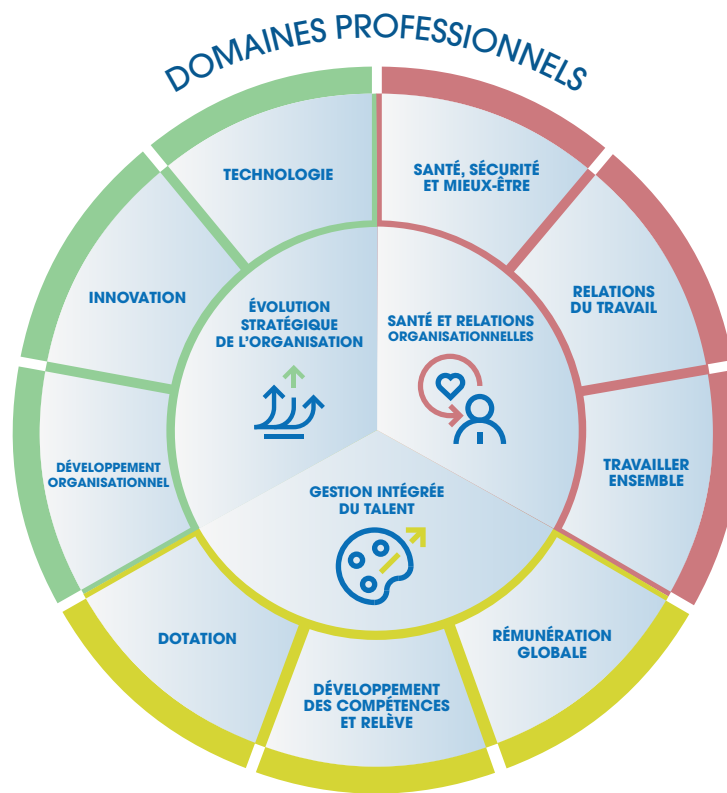 DOMAINES PROFESSIONNELS
TECHNOLOGIE
SANTÉ, SÉCURITÉ
ET MIEUX-ÊTRE
INNOVATION
RELATIONS
DU TRAVAIL
ÉVOLUTION
STRATÉGIQUE
DE L'ORGANISATION
SANTÉ ET RELATIONS
ORGANISATIONNELLES
DÉVELOPPEMENT
ORGANISATIONNEL
TRAVAILLER
ENSEMBLE
GESTION INTÉGRÉE
DU TALENT
DOTATION
RÉMUNÉRATION
GLOBALE
DÉVELOPPEMENT
DES COMPÉTENCES
ET RELÈVE